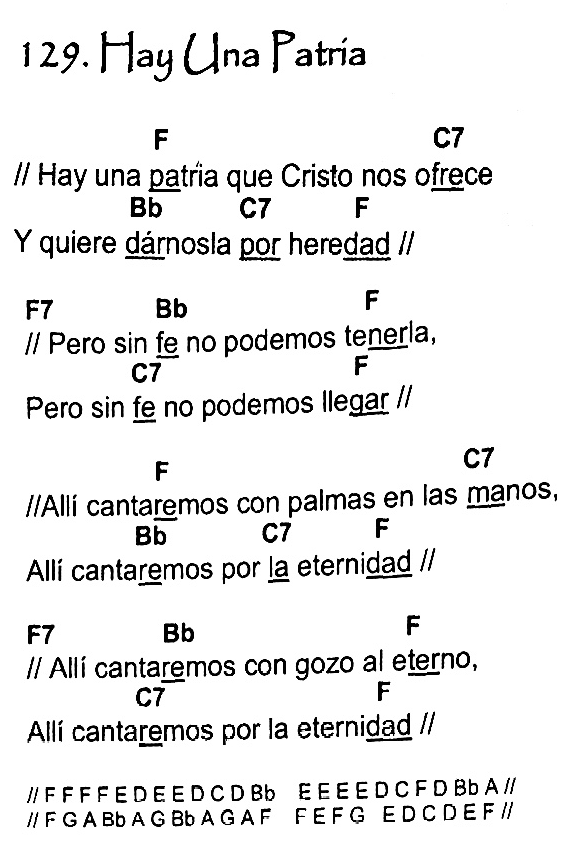 129. Hay Una Patria
F C7
// Hay una patria que Cristo nos ofrece
Bb C7 F
Y quiere dárnosla por heredad //
F7 Bb F
// Pero sin fe no podemos tenerla,
C7 F
Pero sin fe no podemos llegar //
F C7
//Allí cantaremos con palmas en las manos,
Bb C7 F
Allí cantaremos por la eternidad //
F7 Bb F
// Allí cantaremos con gozo al eterno,
C7 F
Allí cantaremos por la eternidad //
//F F F F E D E E D C D Bb E E E E D C F D Bb A//
//F G A Bb A G Bb A G A F F E F G E D C D E F//